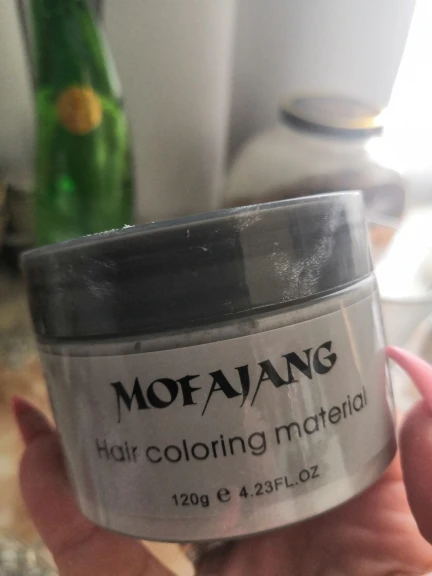 MOFAJANG
Hair coloring material
120g ℮ 4.23FL.OZ